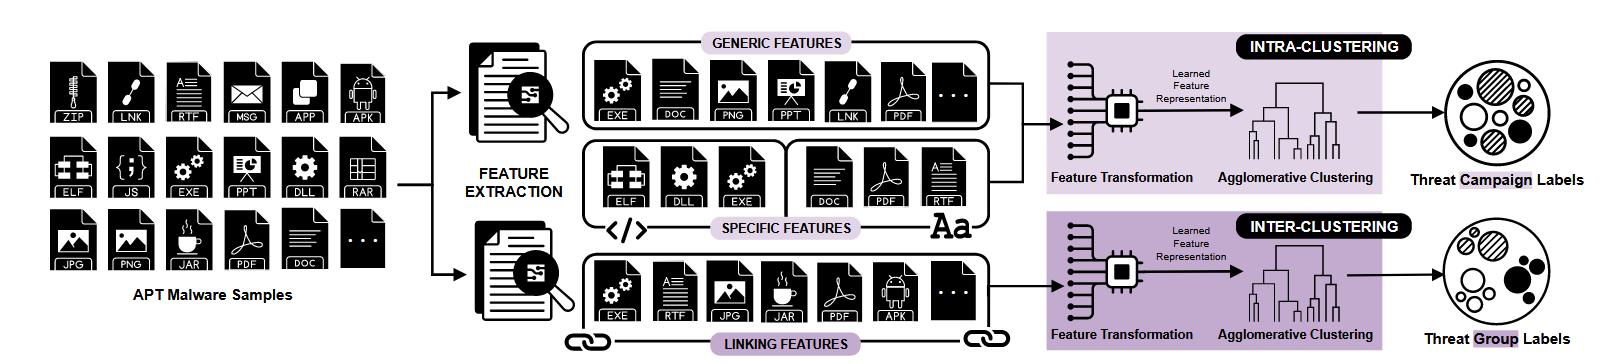 ZIP
LNK
RTF
MSG
APP
APK
ELF
{;}
JS
EXE
PPT
DLL
RAR
JPG
PNG
JAR
PDF
DOC
...
APT Malware Samples
FEATURE
EXTRACTION
GENERIC FEATURES
EXE
DOC
PNG
PPT
LNK
PDF
...
ELF
DLL
EXE
DOC
PDF
RTF
</>
SPECIFIC FEATURES
Aa
EXE
RTF
JPG
JAR
PDF
APK
...
LINKING FEATURES
INTRA-CLUSTERING
Learned
Feature
Representation
Feature Transformation
Agglomerative Clustering
Threat Campaign Labels
INTER-CLUSTERING
Learned
Feature
Representation
Feature Transformation
Agglomerative Clustering
Threat Group Labels